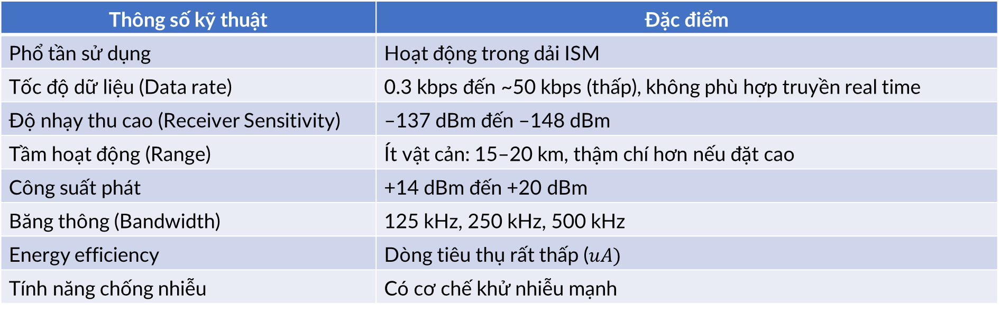 Thông số kỹ thuật
Đặc điểm
Phổ tần sử dụng
Hoạt động trong dải ISM
Tốc độ dữ liệu (Data rate)
0.3 kbps đến ~50 kbps (thấp), không phù hợp truyền real time
Độ nhạy thu cao (Receiver Sensitivity)
–137 dBm đến –148 dBm
Tầm hoạt động (Range)
Ít vật cản: 15–20 km, thậm chí hơn nếu đặt cao
Công suất phát
+14 dBm đến +20 dBm
Băng thông (Bandwidth)
125 kHz, 250 kHz, 500 kHz
Energy efficiency
Dòng tiêu thụ rất thấp (uA)
Tính năng chống nhiễu
Có cơ chế khử nhiễu mạnh